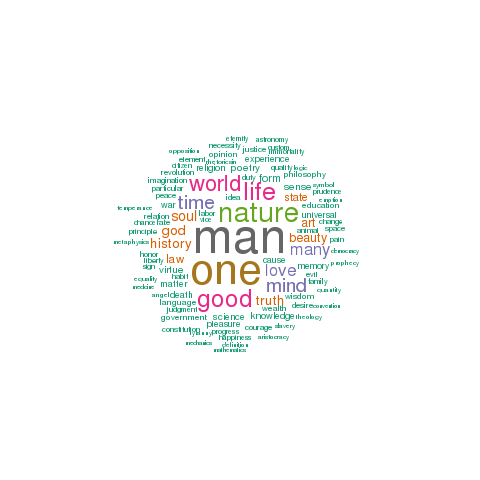 eternity astronomy
necessity custom
opposition opinion justice immortality
element rhetoric experience
citizen religion poetry quality logic
revolution duty form philosophy
imagination world life sense symbol
particular idea prudence
peace time nature state education
temperance war labor universal
relation soul vice art change
chance fate man animal space
principle god beauty pain
metaphysics history many democracy
honor law one cause
liberty love memory prophecy
sign virtue evil
equality habit mind family
medicine matter quantity
angel death good truth wisdom
language wealth desire convention
judgment
government science knowledge theology
pleasure courage slavery
constitution tyranny progress
happiness aristocracy
mechanics definition
mathematics